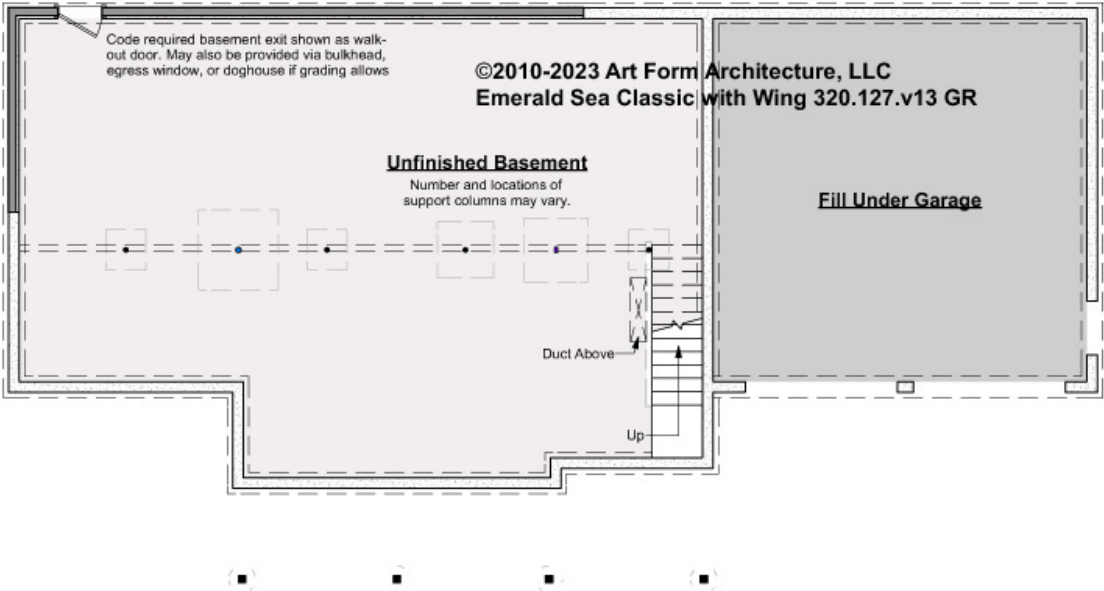 Code required basement exit shown as walk-
out door. May also be provided via bulkhead,
egress window, or doghouse if grading allows
©2010-2023 Art Form Architecture, LLC
Emerald Sea Classic with Wing 320.127.v13 GR
Unfinished Basement
Number and locations of
support columns may vary.
Fill Under Garage
Duct Above
Up